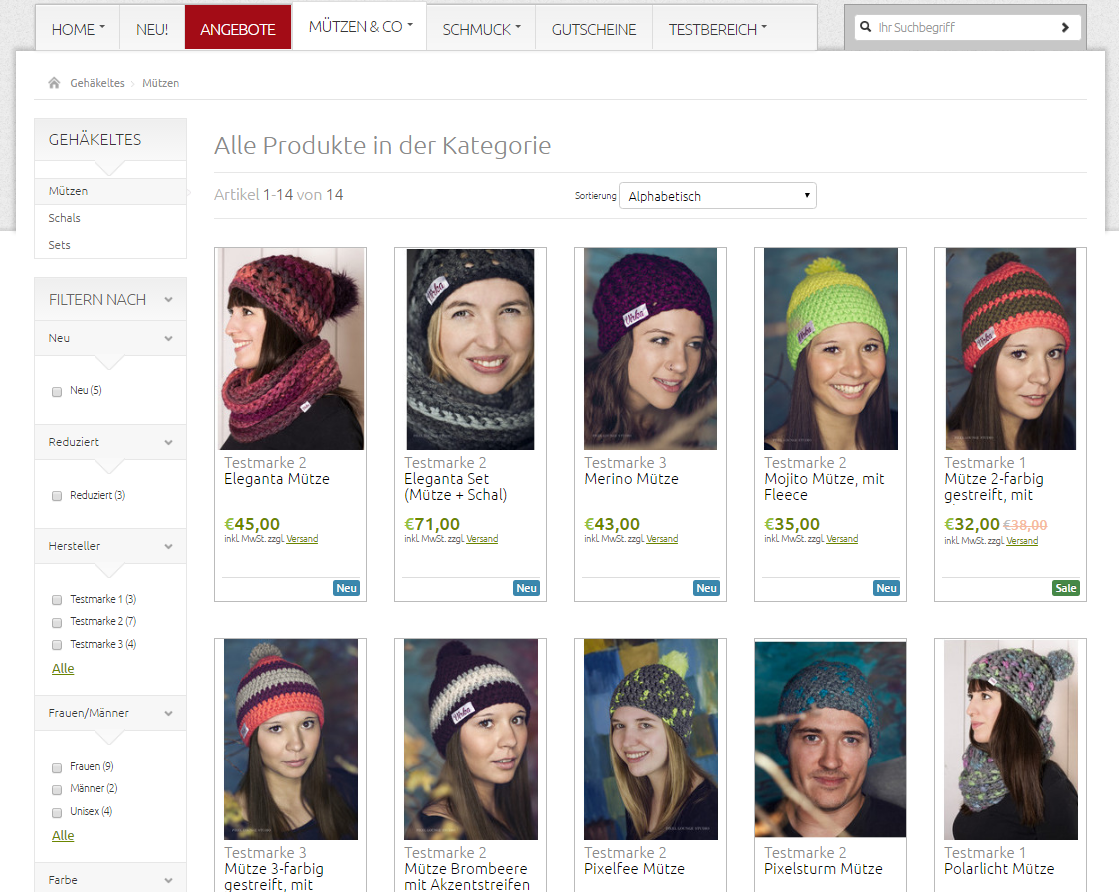 HOME
NEU!
ANGEBOTE
MÜTZEN & CO
SCHMUCK
GUTSCHEINE
TESTBEREICH
Ihr Suchbegriff
Gehäkeltes
Mützen
GEHÄKELTES
Mützen
Schals
Sets
FILTERN NACH
Neu
Neu (5)
Reduziert
Reduziert (3)
Hersteller
Testmarke 1 (3)
Testmarke 2 (7)
Testmarke 3 (4)
Alle
Frauen/Männer
Frauen (9)
Männer (2)
Unisex (4)
Alle
Farbe
Alle Produkte in der Kategorie
Artikel 1-14 von 14
Sortierung
Alphabetisch
Testmarke 2
Eleganta Mütze
€45,00
inkl. MwSt. zzgl. Versand
Neu
Testmarke 2
Eleganta Set
(Mütze + Schal)
€71,00
inkl. MwSt. zzgl. Versand
Neu
Testmarke 3
Merino Mütze
€43,00
inkl. MwSt. zzgl. Versand
Neu
Testmarke 2
Mojito Mütze, mit
Fleece
€35,00
inkl. MwSt. zzgl. Versand
Neu
Testmarke 1
Mütze 2-farbig
gestreift, mit
€32,00 €38,00
inkl. MwSt. zzgl. Versand
Sale
Testmarke 3
Mütze 3-farbig
gestreift, mit
Testmarke 2
Mütze Brombeere
mit Akzentstreifen
Testmarke 2
Pixelfee Mütze
Testmarke 2
Pixelsturm Mütze
Testmarke 1
Polarlicht Mütze